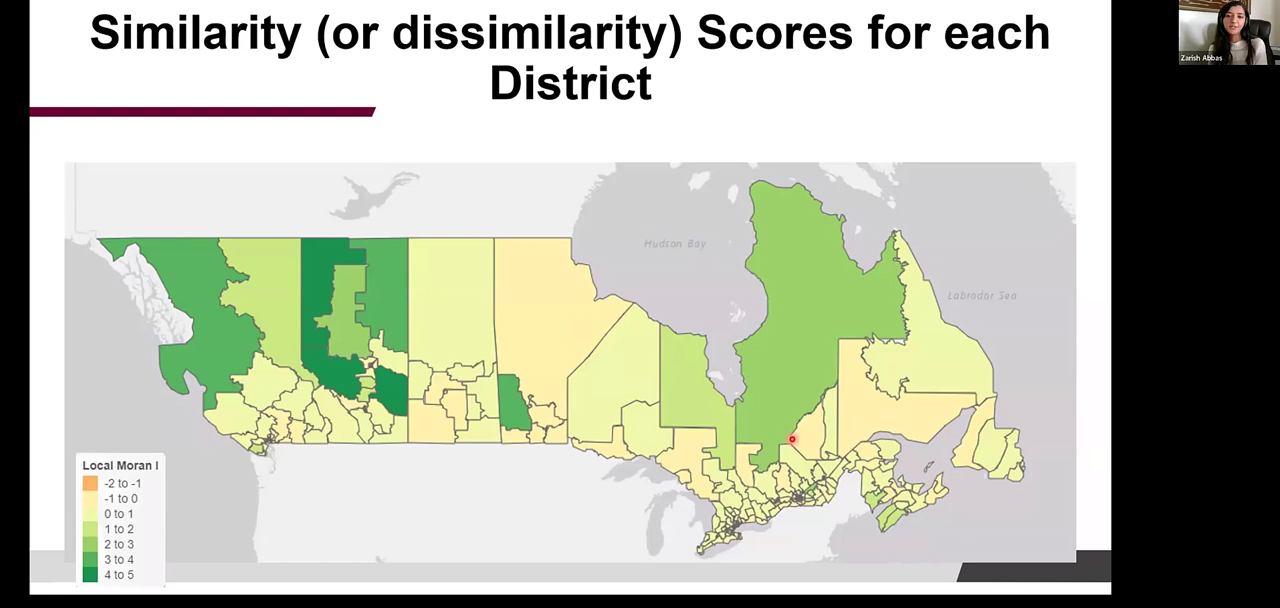 Similarity (or dissimilarity) Scores for each
District
Zarish Abbas
Hudson Bay
Labrador Sea
Local Moran I
-2 to -1
-1 to 0
0 to 1
1 to 2
2 to 3
3 to 4
4 to 5